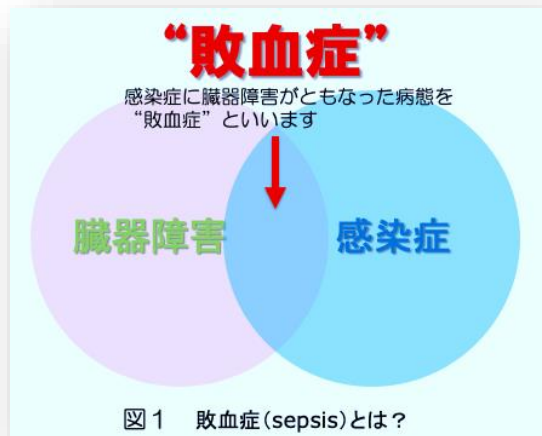 “敗血症”
感染症に臓器障害がともなった病態を
“敗血症”といいます
臓器障害
感染症
図１　敗血症(sepsis)とは？